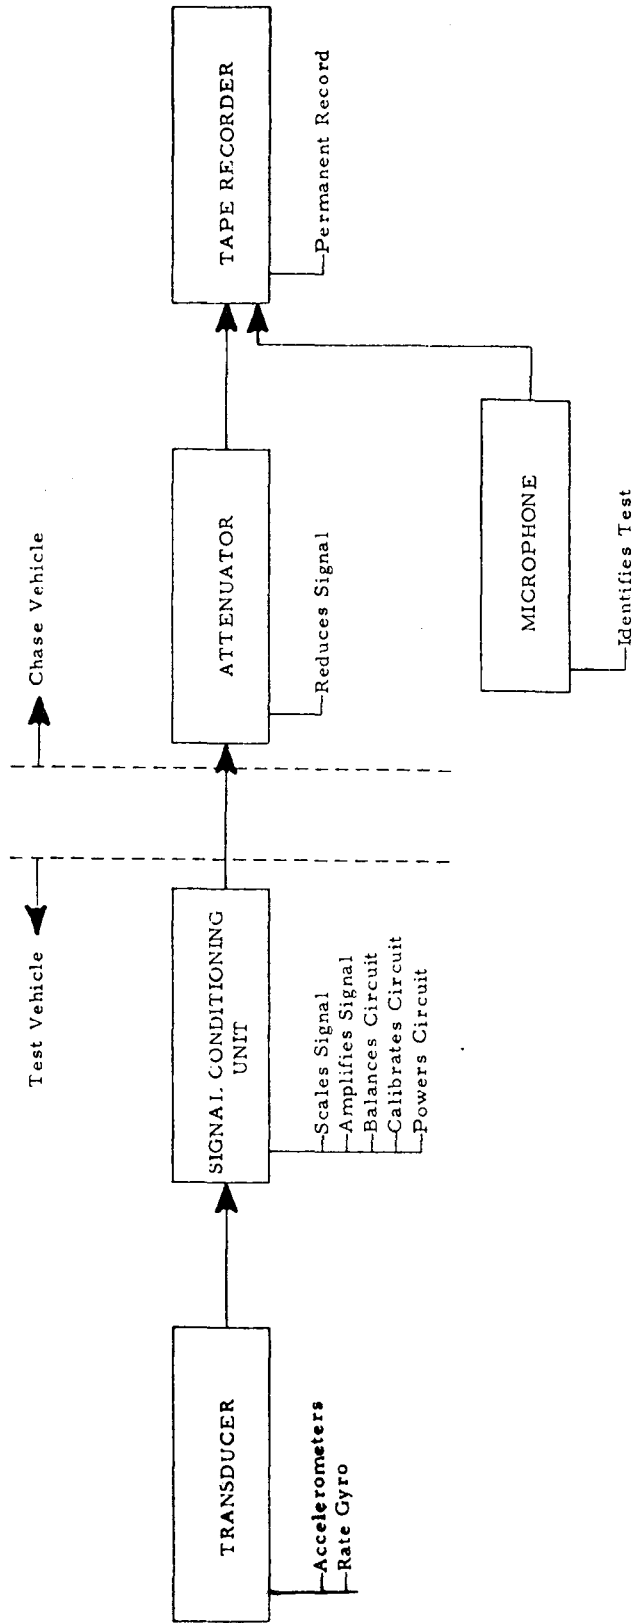 Test Vehicle
Chase Vehicle
TRANSDUCER
Accelerometers
Rate Gyro
SIGNAL CONDITIONING
UNIT
Scales Signal
Amplifies Signal
Balances Circuit
Calibrates Circuit
Powers Circuit
ATTENUATOR
Reduces Signal
TAPE RECORDER
Permanent Record
MICROPHONE
Identifies Test